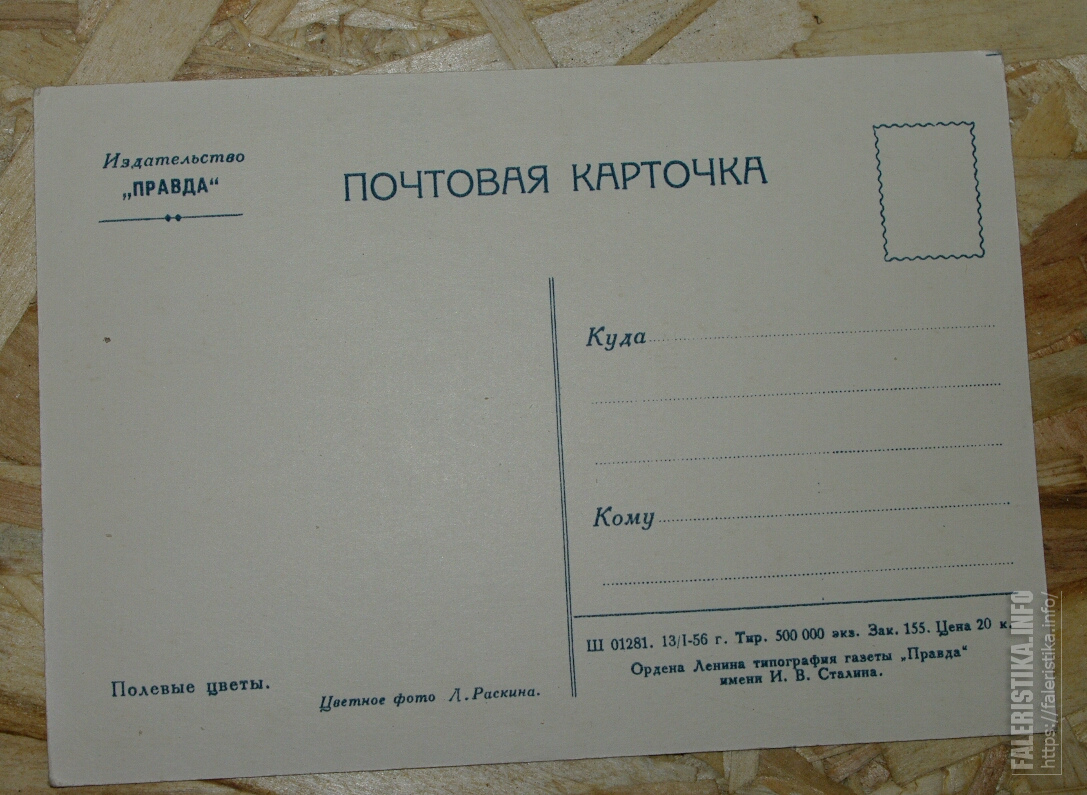 Издательство
„ПРАВДА“
ПОЧТОВАЯ КАРТОЧКА
Куда
Кому
Ш 01281. 13/I-56 г. Тир. 500 000 экз. Зак. 155. Цена 20 к.
Ордена Ленина типография газеты „Правда“
имени И. В. Сталина.
Полевые цветы.
Цветное фото Л. Раскина.
FALERISTIKA.INFO
https://faleristika.info/